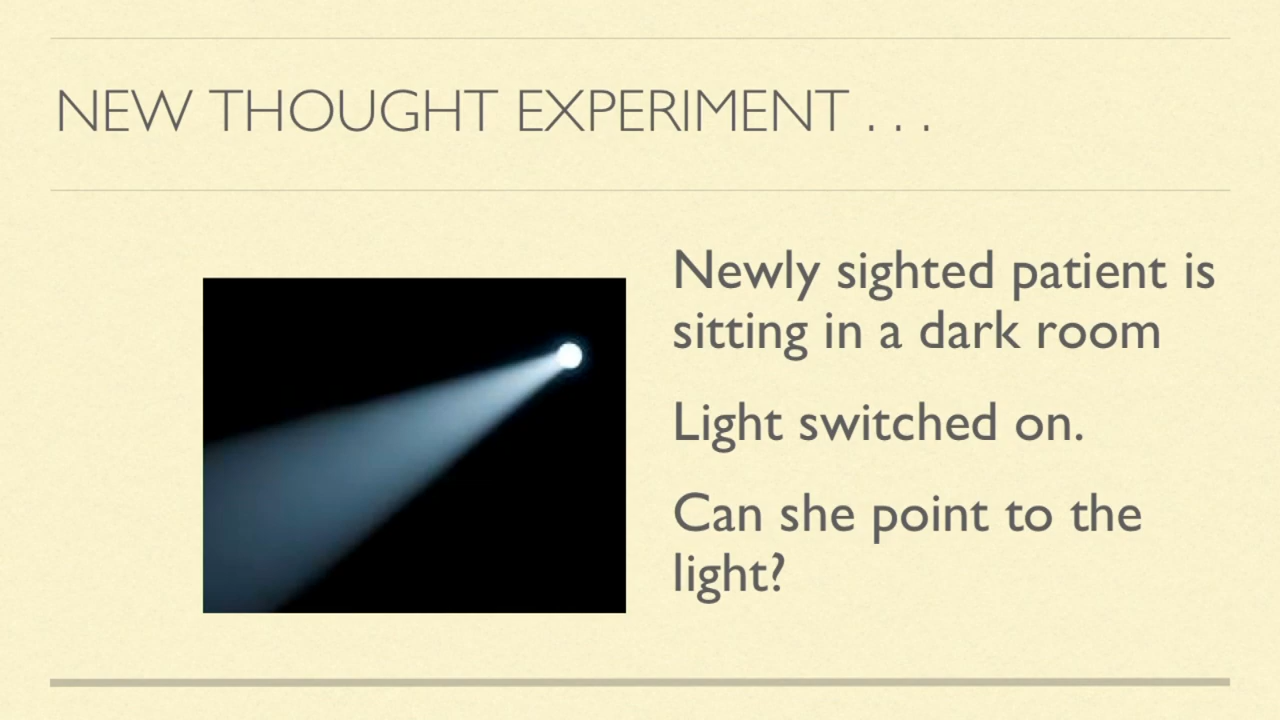 NEW THOUGHT EXPERIMENT . . .
Newly sighted patient is
sitting in a dark room
Light switched on.
Can she point to the
light?